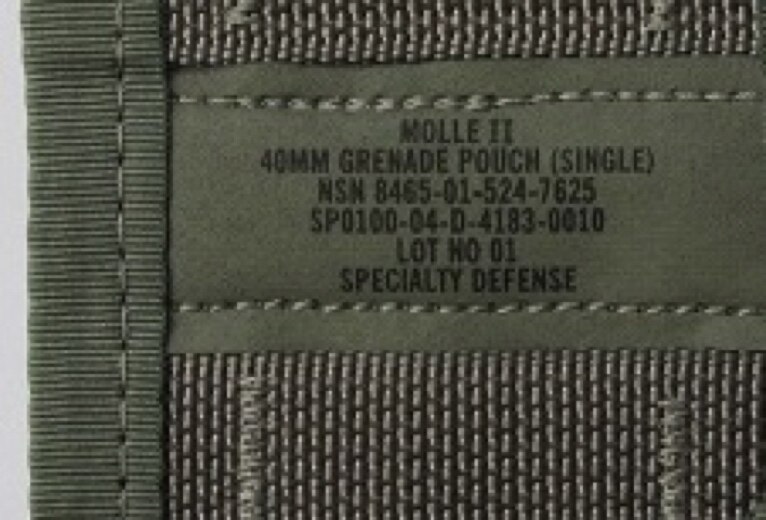 MOLLE II
40MM GRENADE POUCH (SINGLE)
NSN 8465-01-524-7625
SP0100-04-D-4183-0010
LOT NO 01
SPECIALTY DEFENSE